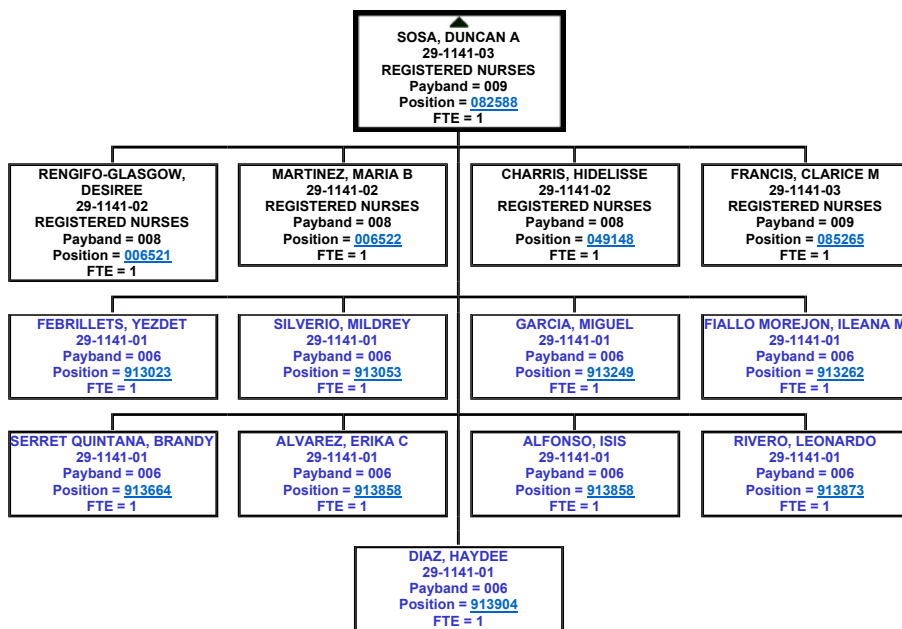 SOSA, DUNCAN A
29-1141-03
REGISTERED NURSES
Payband = 009
Position = 082588
FTE = 1
RENGIFO-GLASGOW,
DESIREE
29-1141-02
REGISTERED NURSES
Payband = 008
Position = 006521
FTE = 1
MARTINEZ, MARIA B
29-1141-02
REGISTERED NURSES
Payband = 008
Position = 006522
FTE = 1
CHARRIS, HIDELISSE
29-1141-02
REGISTERED NURSES
Payband = 008
Position = 049148
FTE = 1
FRANCIS, CLARICE M
29-1141-03
REGISTERED NURSES
Payband = 009
Position = 085265
FTE = 1
FEBRILLETS, YEZDET
29-1141-01
Payband = 006
Position = 913023
FTE = 1
SILVERIO, MILDREY
29-1141-01
Payband = 006
Position = 913053
FTE = 1
GARCIA, MIGUEL
29-1141-01
Payband = 006
Position = 913249
FTE = 1
FIALLO MOREJON, ILEANA M
29-1141-01
Payband = 006
Position = 913262
FTE = 1
SERRET QUINTANA, BRANDY
29-1141-01
Payband = 006
Position = 913664
FTE = 1
ALVAREZ, ERIKA C
29-1141-01
Payband = 006
Position = 913858
FTE = 1
ALFONSO, ISIS
29-1141-01
Payband = 006
Position = 913858
FTE = 1
RIVERO, LEONARDO
29-1141-01
Payband = 006
Position = 913873
FTE = 1
DIAZ, HAYDEE
29-1141-01
Payband = 006
Position = 913904
FTE = 1